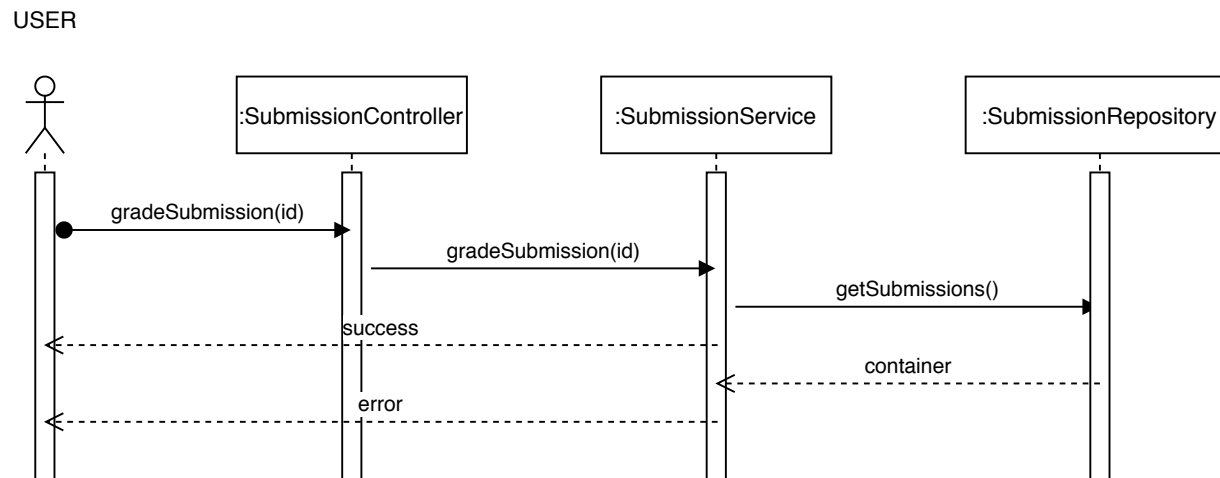 USER
:SubmissionController
:SubmissionService
:SubmissionRepository
gradeSubmission(id)
gradeSubmission(id)
getSubmissions()
success
container
error